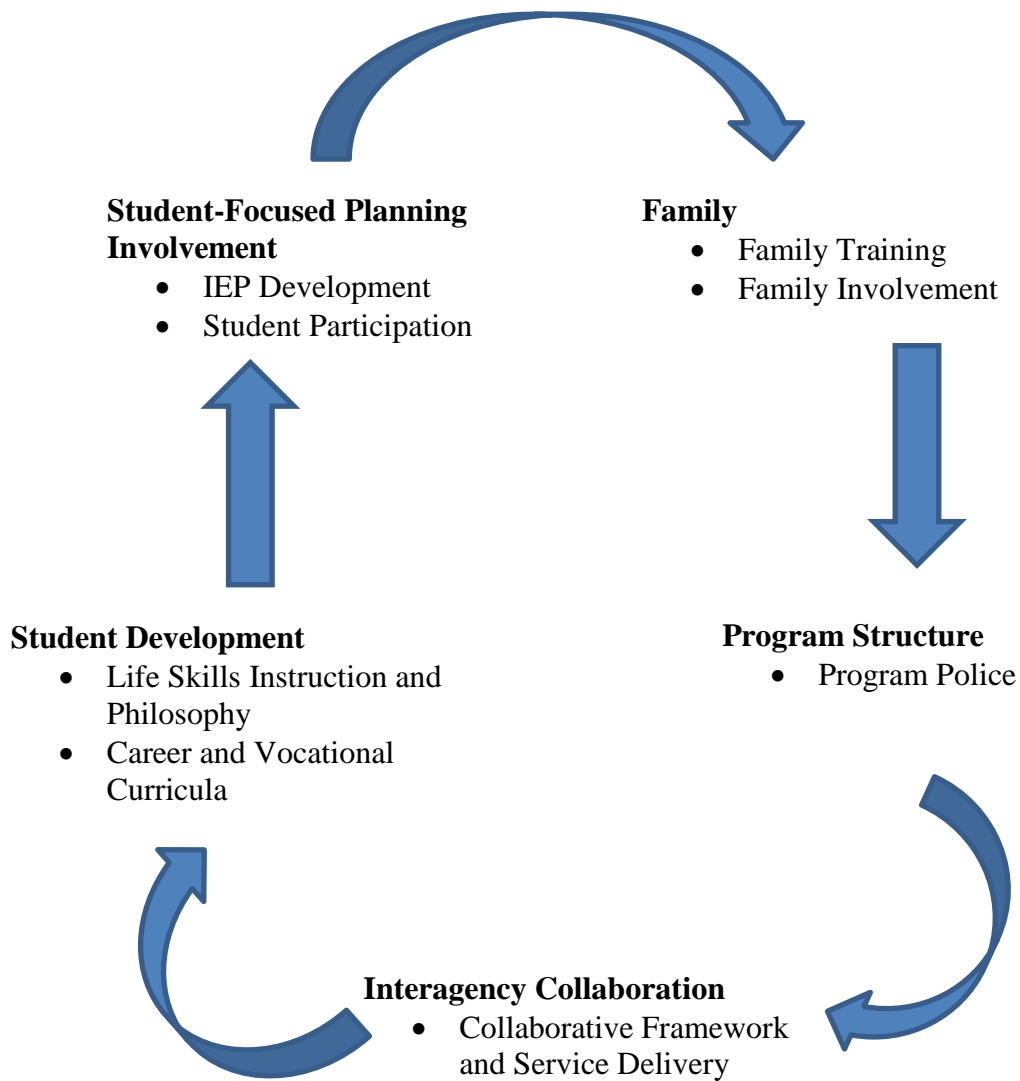 Student-Focused Planning
Involvement
• IEP Development
• Student Participation
Family
• Family Training
• Family Involvement
Program Structure
• Program Police
Interagency Collaboration
• Collaborative Framework
and Service Delivery
Student Development
• Life Skills Instruction and
Philosophy
• Career and Vocational
Curricula